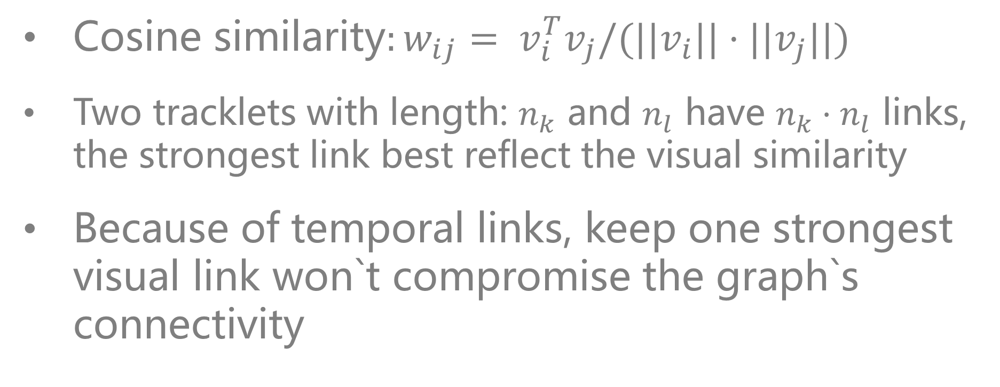 • Cosine similarity: $w_{ij} = v_i^T v_j/(||v_i|| \cdot ||v_j||)$
• Two tracklets with length: $n_k$ and $n_l$ have $n_k \cdot n_l$ links,
the strongest link best reflect the visual similarity
• Because of temporal links, keep one strongest
visual link won`t compromise the graph`s
connectivity